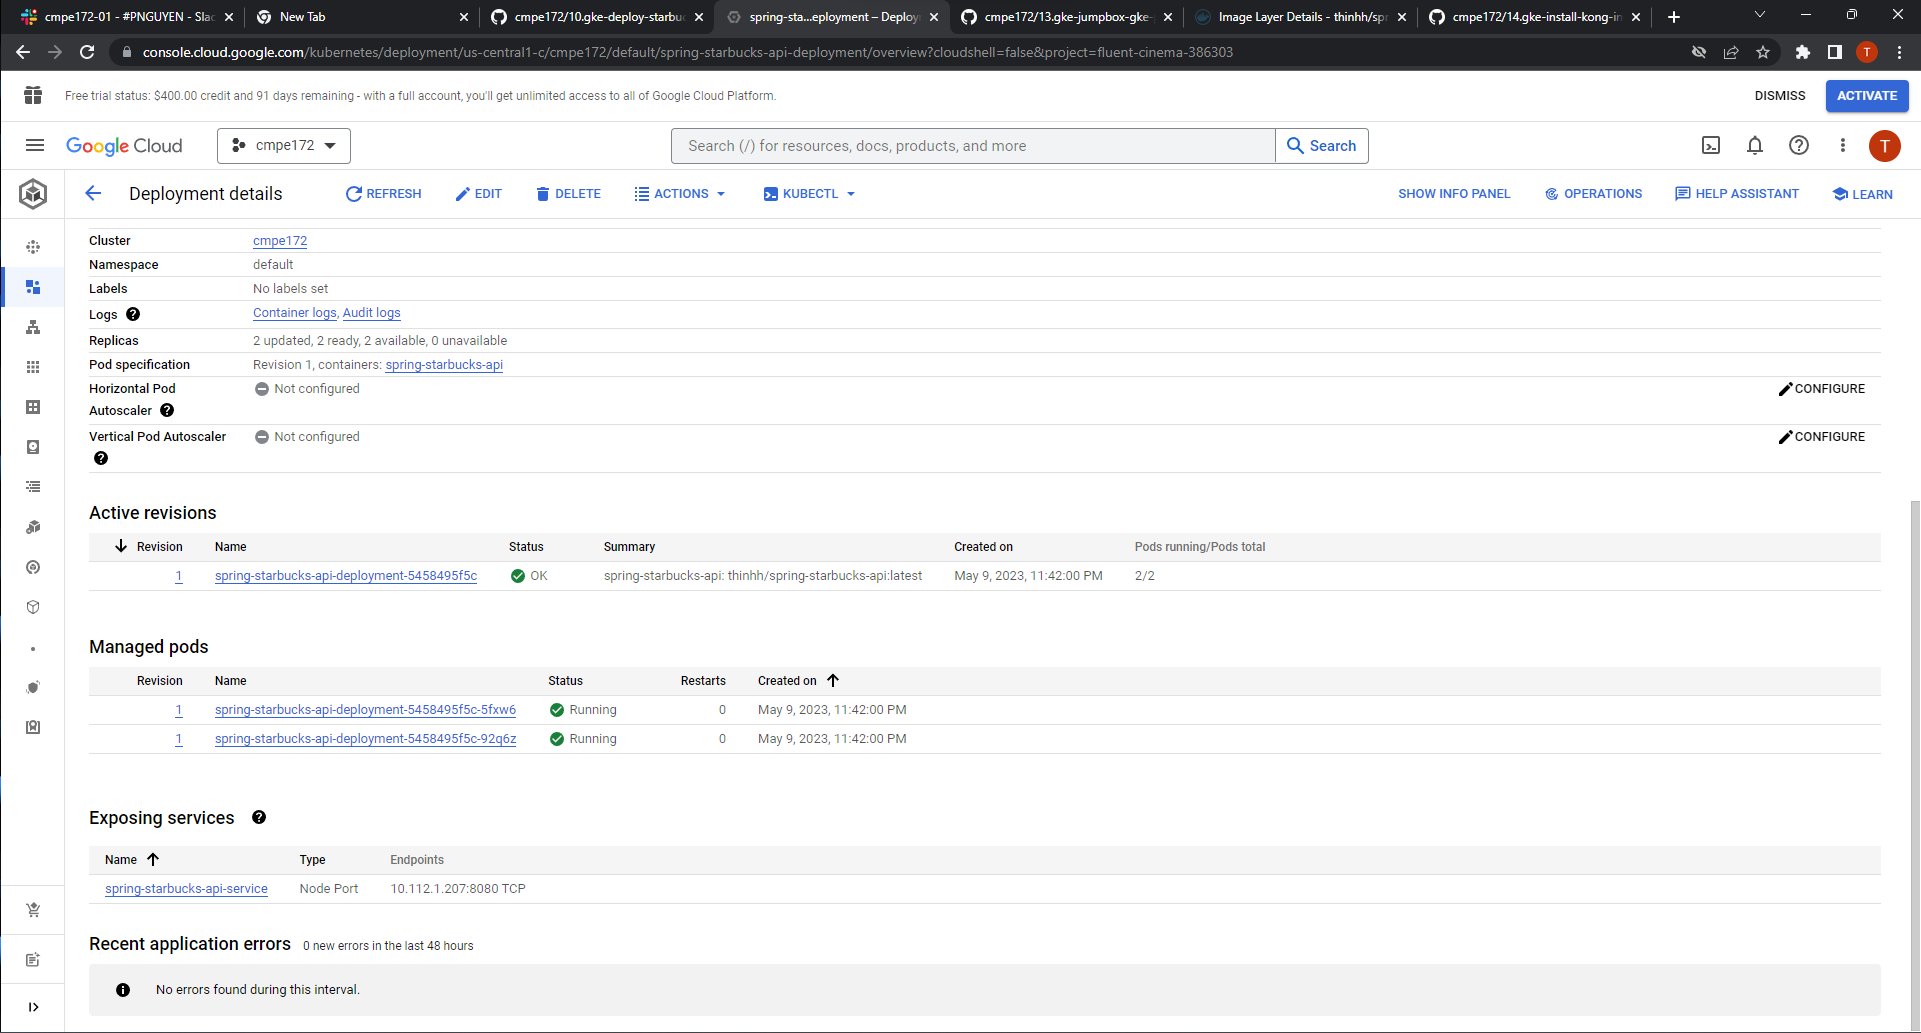 cmpe172-01 - #PNGUYEN - Slac
New Tab
cmpe172/10.gke-deploy-starbuc
spring-sta...eployment – Deploy
cmpe172/13.gke-jumpbox-gke-
Image Layer Details - thinhh/spr
cmpe172/14.gke-install-kong-in
console.cloud.google.com/kubernetes/deployment/us-central1-c/cmpe172/default/spring-starbucks-api-deployment/overview?cloudshell=false&project=fluent-cinema-386303
T
Free trial status: $400.00 credit and 91 days remaining - with a full account, you'll get unlimited access to all of Google Cloud Platform.
DISMISS
ACTIVATE
Google Cloud
cmpe172
Search (/) for resources, docs, products, and more
Search
T
Deployment details
REFRESH
EDIT
DELETE
ACTIONS
KUBECTL
SHOW INFO PANEL
OPERATIONS
HELP ASSISTANT
LEARN
Cluster cmpe172
Namespace default
Labels No labels set
Logs Container logs, Audit logs
Replicas 2 updated, 2 ready, 2 available, 0 unavailable
Pod specification Revision 1, containers: spring-starbucks-api
Horizontal Pod Not configured CONFIGURE
Autoscaler
Vertical Pod Autoscaler Not configured CONFIGURE
Active revisions
Revision Name Status Summary Created on Pods running/Pods total
1 spring-starbucks-api-deployment-5458495f5c OK spring-starbucks-api: thinhh/spring-starbucks-api:latest May 9, 2023, 11:42:00 PM 2/2
Managed pods
Revision Name Status Restarts Created on
1 spring-starbucks-api-deployment-5458495f5c-5fxw6 Running 0 May 9, 2023, 11:42:00 PM
1 spring-starbucks-api-deployment-5458495f5c-92q6z Running 0 May 9, 2023, 11:42:00 PM
Exposing services
Name Type Endpoints
spring-starbucks-api-service Node Port 10.112.1.207:8080 TCP
Recent application errors 0 new errors in the last 48 hours
No errors found during this interval.